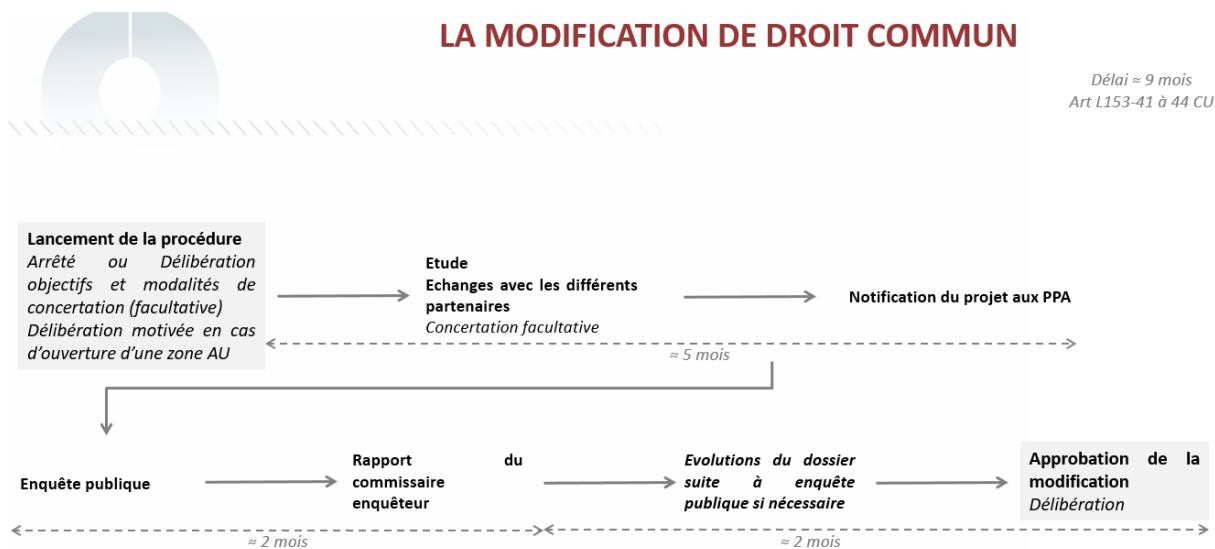 LA MODIFICATION DE DROIT COMMUN
Délai ≈ 9 mois
Art L153-41 à 44 CU
Lancement de la procédure
Arrêté ou Délibération
objectifs et modalités de
concertation (facultative)
Délibération motivée en cas
d'ouverture d'une zone AU
Etude
Echanges avec les différents
partenaires
Concertation facultative
Notification du projet aux PPA
≈ 5 mois
Enquête publique
Rapport du
commissaire
enquêteur
Evolutions du dossier
suite à enquête
publique si nécessaire
Approbation de la
modification
Délibération
≈ 2 mois
≈ 2 mois